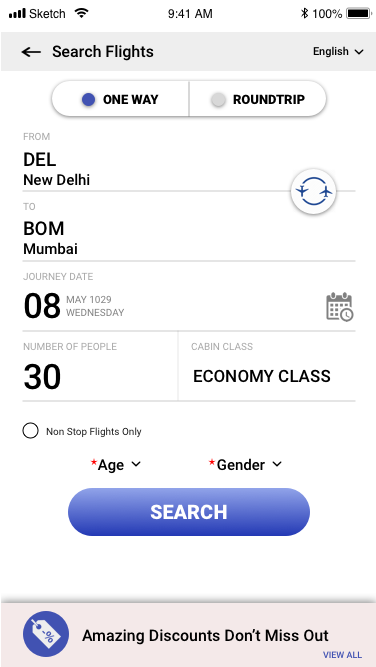 Sketch 9:41 AM 100%
Search Flights English
ONE WAY ROUNDTRIP
FROM
DEL
New Delhi
TO
BOM
Mumbai
JOURNEY DATE
08 MAY 1029
WEDNESDAY
NUMBER OF PEOPLE CABIN CLASS
30 ECONOMY CLASS
Non Stop Flights Only
*Age *Gender
SEARCH
%
Amazing Discounts Don't Miss Out
VIEW ALL